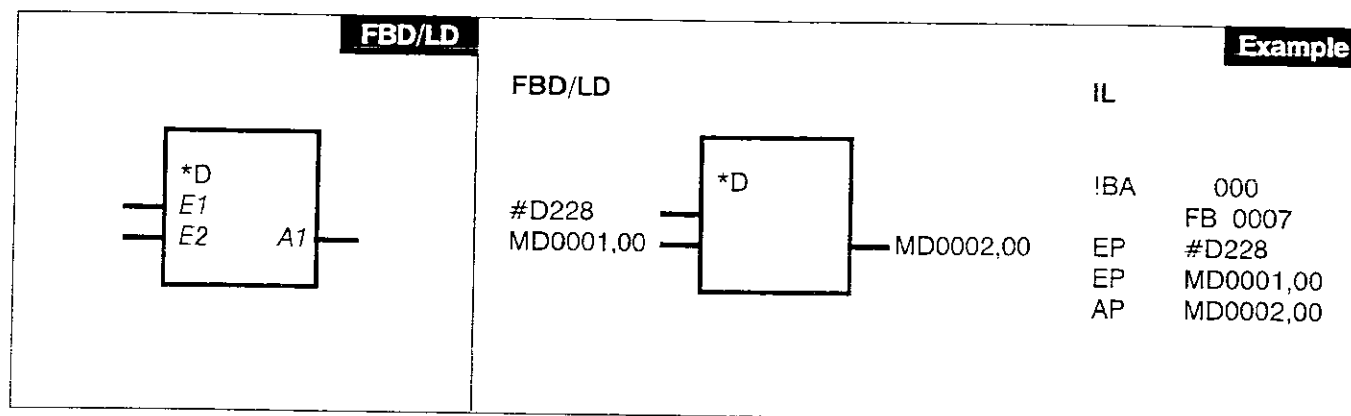 FBD/LD
*D
E1
E2 A1
Example
FBD/LD
*D
#D228
MD0001,00
MD0002,00
IL
!BA 000
FB 0007
EP #D228
EP MD0001,00
AP MD0002,00